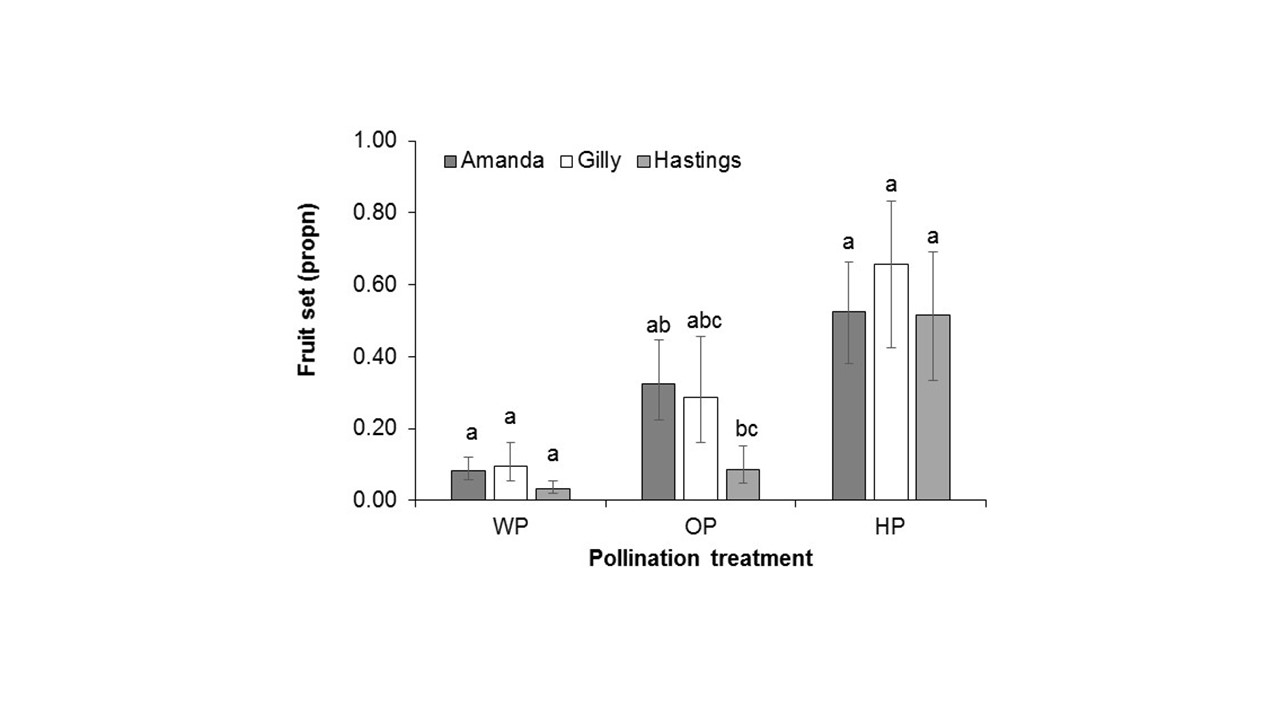 Fruit set (propn)
1.00
0.80
0.60
0.40
0.20
0.00
Amanda Gilly Hastings
a a a
ab abc bc
a a a
WP OP HP
Pollination treatment